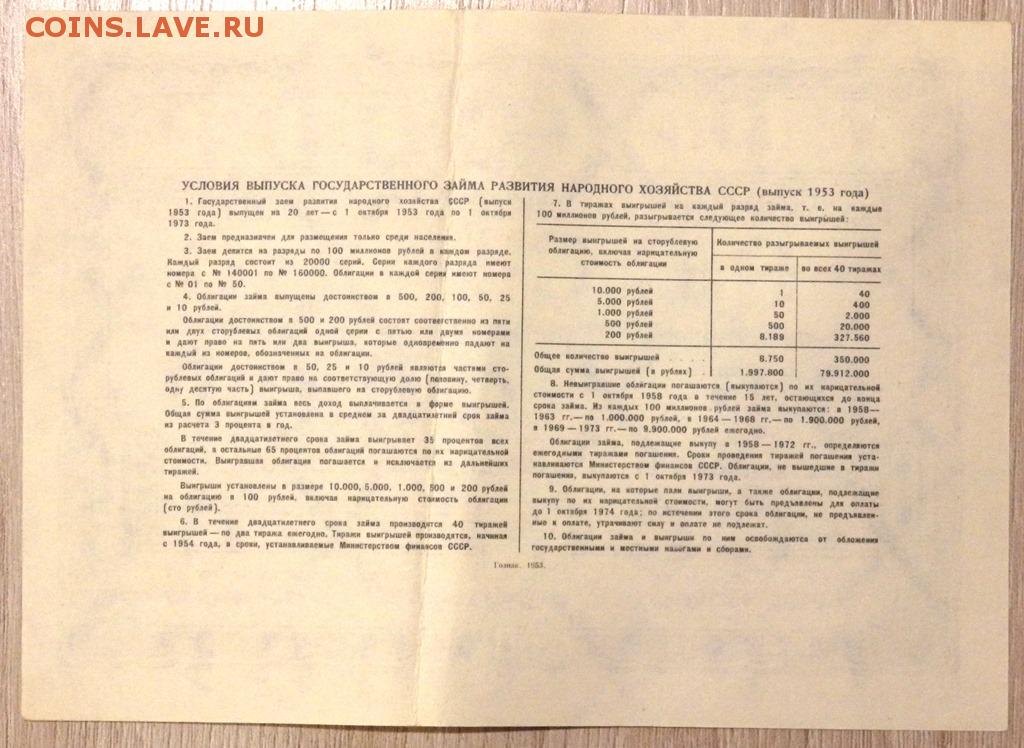 COINS.LAVE.RU
УСЛОВИЯ ВЫПУСКА ГОСУДАРСТВЕННОГО ЗАЙМА РАЗВИТИЯ НАРОДНОГО ХОЗЯЙСТВА СССР (выпуск 1953 года)
1. Государственный заем развития народного хозяйства СССР (выпуск
1953 года) выпущен на 20 лет — с 1 октября 1953 года по 1 октября
1973 года.
2. Заем предназначен для размещения только среди населения.
3. Заем делится на разряды по 100 миллионов рублей в каждом разряде.
Каждый разряд состоит из 20000 серий. Серии каждого разряда имеют
номера с № 140001 по № 160000. Облигации в каждой серии имеют номера
с № 01 по № 50.
4. Облигации займа выпущены достоинством в 500, 200, 100, 50, 25
и 10 рублей.
Облигации достоинством в 500 и 200 рублей состоят соответственно из пяти
или двух сторублевых облигаций одной серии с пятью или двумя номерами
и дают право на пять или два выигрыша, которые одновременно падают на
каждый из номеров, обозначенных на облигации.
Облигации достоинством в 50, 25 и 10 рублей являются частями сто-
рублевых облигаций и дают право на соответствующую долю (половину, четверть,
одну десятую часть) выигрыша, выпавшего на сторублевую облигацию.
5. По облигациям займа весь доход выплачивается в форме выигрышей.
Общая сумма выигрышей установлена в среднем за двадцатилетний срок займа
из расчета 3 процента в год.
В течение двадцатилетнего срока займа выигрывает 35 процентов всех
облигаций, а остальные 65 процентов облигаций погашаются по их нарицательной
стоимости. Выигравшая облигация погашается и исключается из дальнейших
тиражей.
Выигрыши установлены в размере 10.000, 5.000, 1.000, 500 и 200 рублей
на облигацию в 100 рублей, включая нарицательную стоимость облигации
(сто рублей).
6. В течение двадцатилетнего срока займа производятся 40 тиражей
выигрышей — по два тиража ежегодно. Тиражи выигрышей производятся, начиная
с 1954 года, в сроки, устанавливаемые Министерством финансов СССР.
7. В тиражах выигрышей на каждый разряд займа, т. е. на каждые
100 миллионов рублей, разыгрывается следующее количество выигрышей:
Размер выигрышей на сторублевую
облигацию, включая нарицательную
стоимость облигации
Количество разыгрываемых выигрышей
в одном тираже во всех 40 тиражах
10.000 рублей 1 40
5.000 рублей 10 400
1.000 рублей 50 2.000
500 рублей 500 20.000
200 рублей 8.189 327.560
Общее количество выигрышей . . . . 8.750 350.000
Общая сумма выигрышей (в рублях) . 1.997.800 79.912.000
8. Невыигравшие облигации погашаются (выкупаются) по их нарицательной
стоимости с 1 октября 1958 года в течение 15 лет, остающихся до конца
срока займа. Из каждых 100 миллионов рублей займа выкупаются: в 1958—
1963 гг.— по 1.000.000 рублей, в 1964—1968 гг.— по 1.900.000 рублей,
в 1969—1973 гг.— по 9.900.000 рублей ежегодно.
Облигации займа, подлежащие выкупу в 1958—1972 гг., определяются
ежегодными тиражами погашения. Сроки проведения тиражей погашения уста-
навливаются Министерством финансов СССР. Облигации, не вышедшие в тиражи
погашения, выкупаются с 1 октября 1973 года.
9. Облигации, на которые пали выигрыши, а также облигации, подлежащие
выкупу по их нарицательной стоимости, могут быть предъявлены для оплаты
до 1 октября 1974 года; по истечении этого срока облигации, не предъявлен-
ные к оплате, утрачивают силу и оплате не подлежат.
10. Облигации займа и выигрыши по ним освобождаются от обложения
государственными и местными налогами и сборами.
Гознак. 1953.